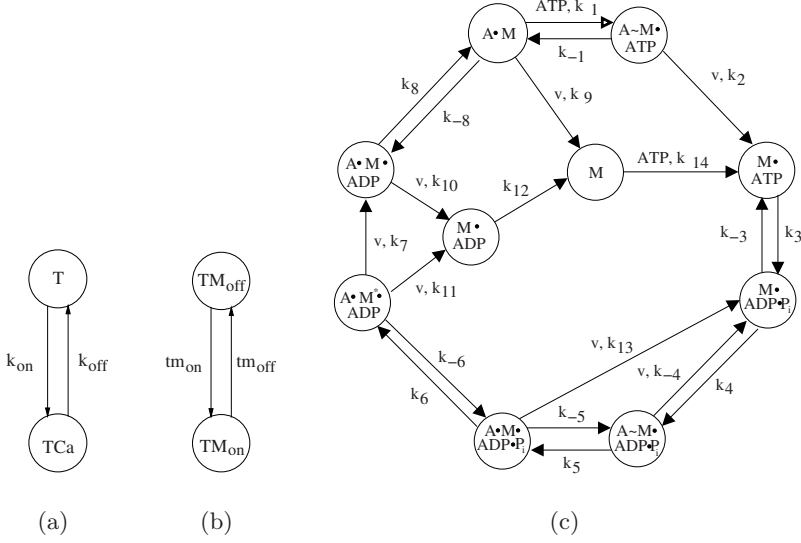 T
k_on
k_off
TCa
(a)
TM_off
tm_on
tm_off
TM_on
(b)
A•M
ATP, k_1
k_-1
A~M•
ATP
k_8
k_-8
v, k_9
v, k_2
A•M•
ADP
v, k_10
k_12
M
ATP, k_14
M•
ATP
v, k_7
M•
ADP
k_-3
k_3
A•M*•
ADP
v, k_11
M•
ADP•P_i
k_-6
k_6
v, k_13
v, k_-4
k_4
A•M•
ADP•P_i
k_-5
k_5
A~M•
ADP•P_i
(c)